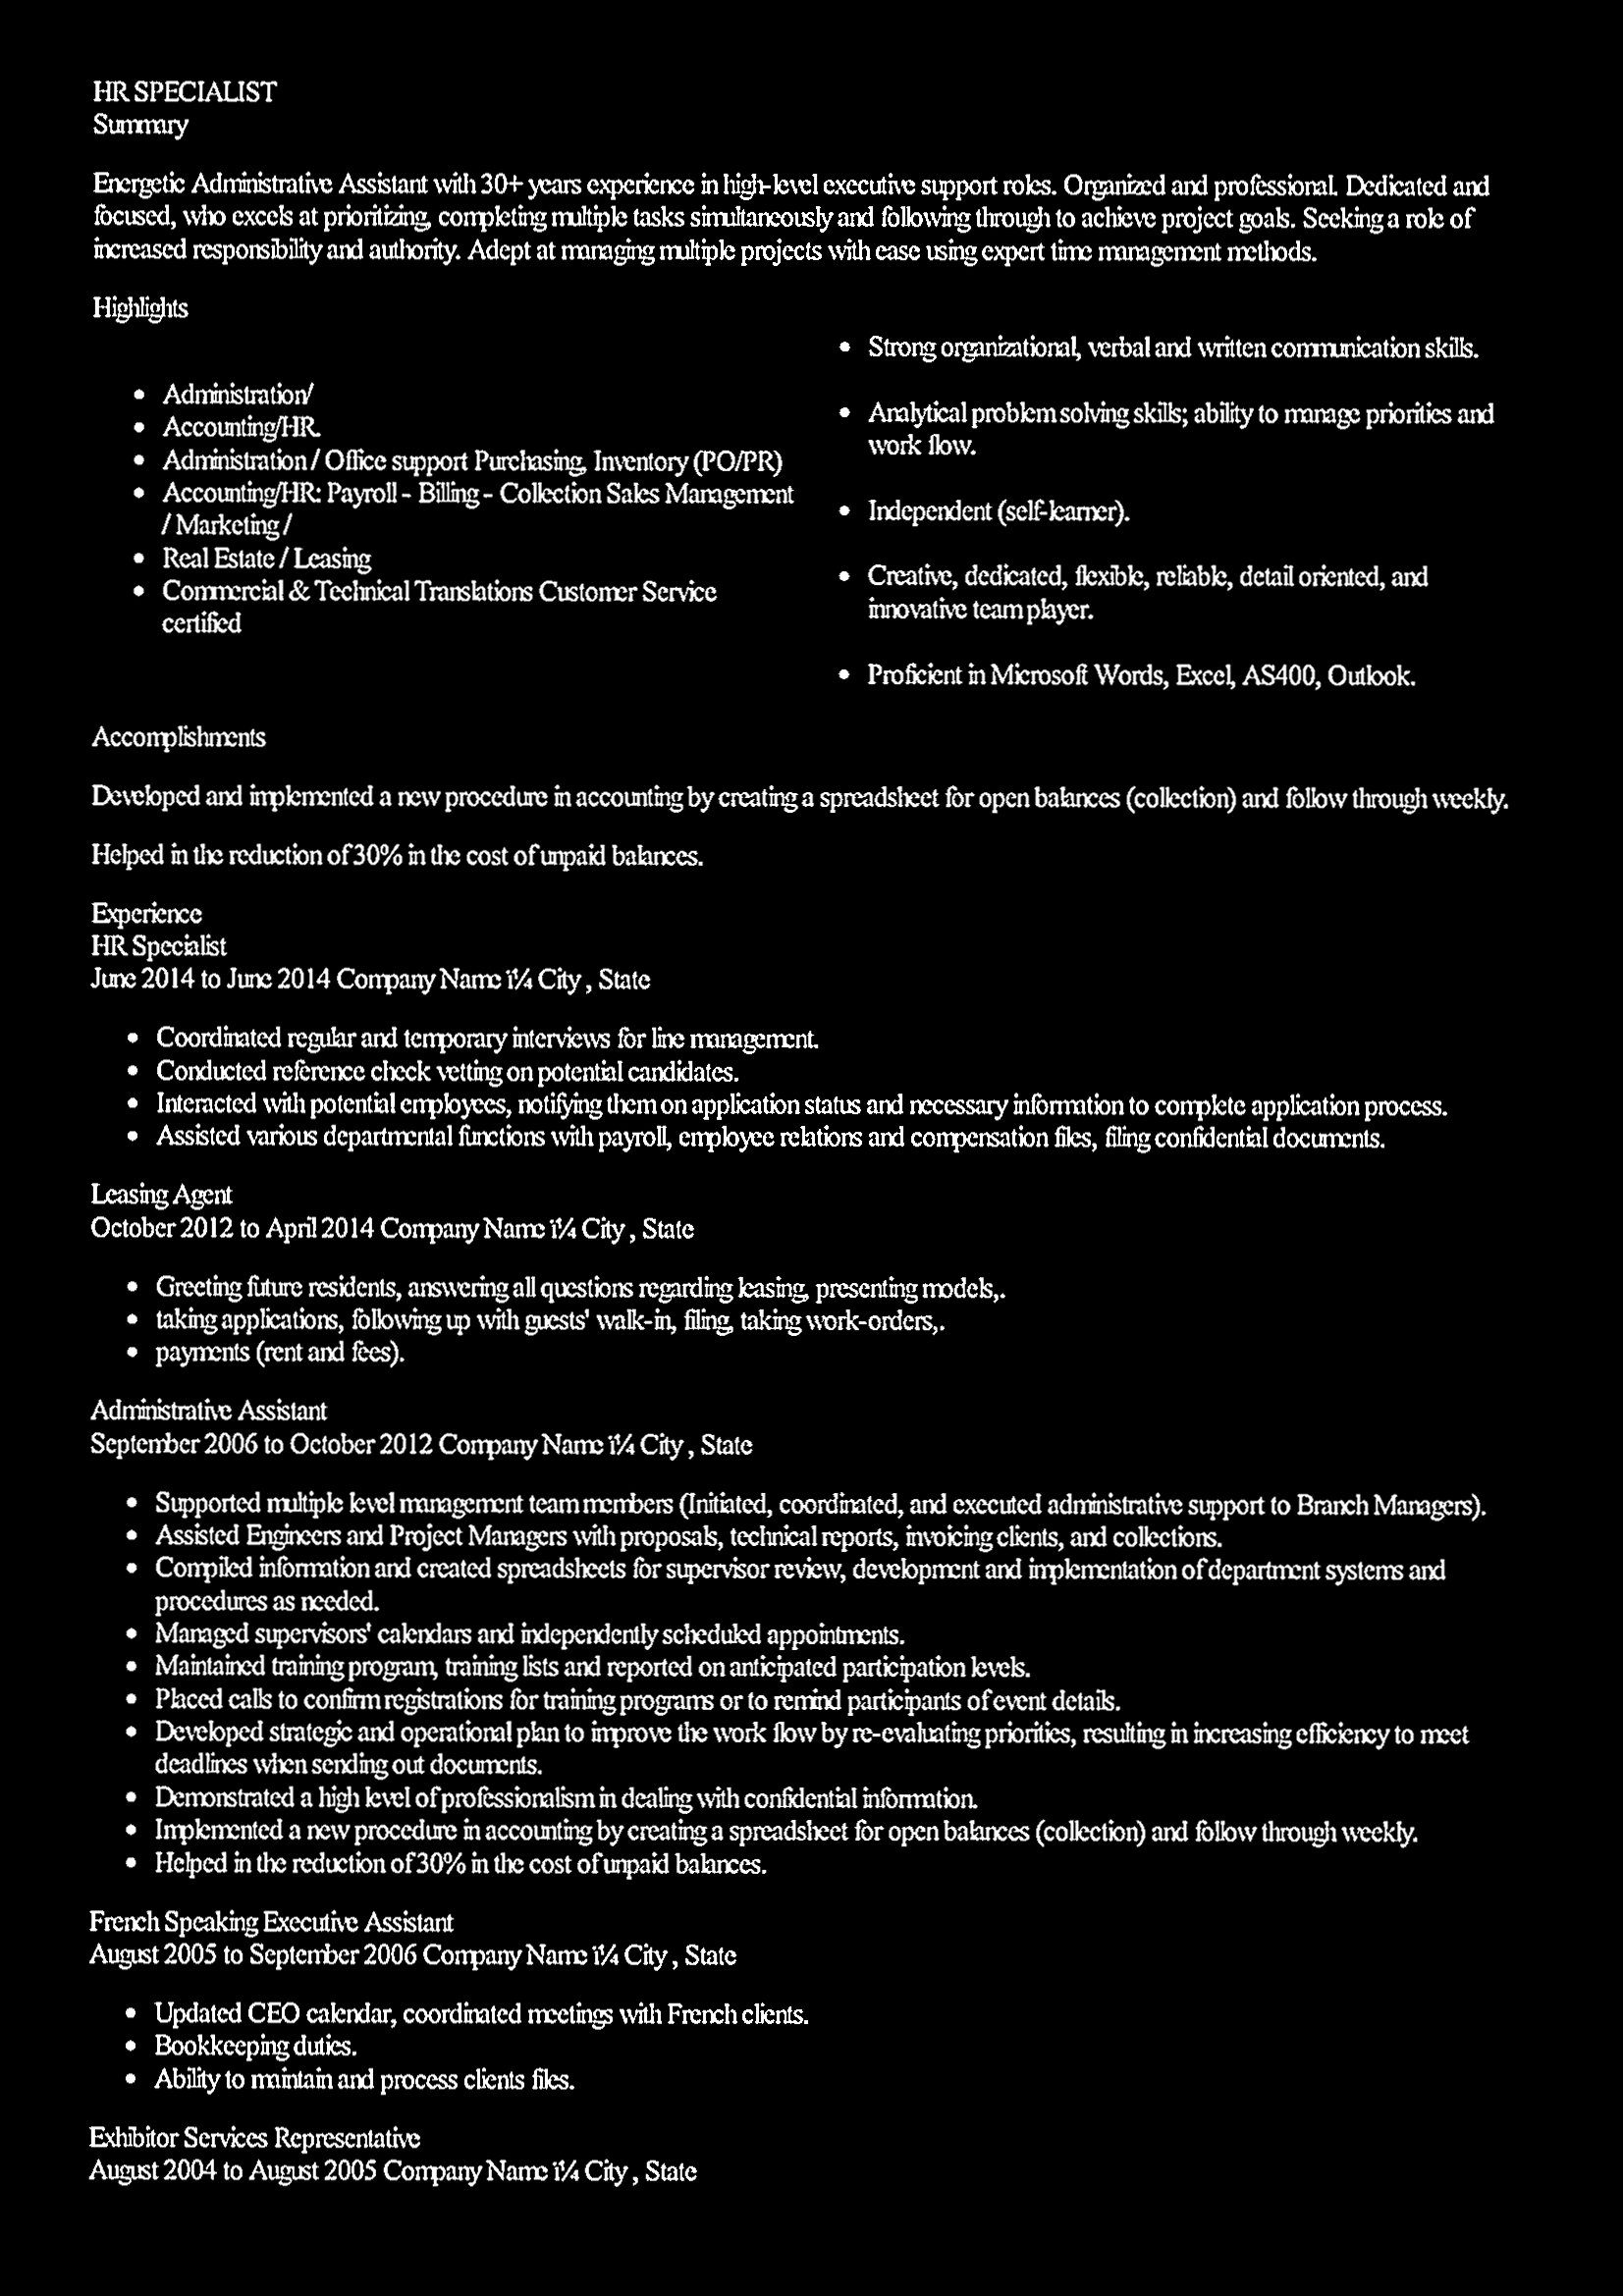 HR SPECIALIST
Summary
Energetic Administrative Assistant with 30+ years experience in high-level executive support roles. Organized and professional. Dedicated and
focused, who excels at prioritizing, completing multiple tasks simultaneously and following through to achieve project goals. Seeking a role of
increased responsibility and authority. Adept at managing multiple projects with ease using expert time management methods.
Highlights
• Administration/
• Accounting/HR.
• Administration / Office support Purchasing, Inventory (PO/PR)
• Accounting/HR: Payroll - Billing - Collection Sales Management
/ Marketing /
• Real Estate / Leasing
• Commercial & Technical Translations Customer Service
certified
• Strong organizational, verbal and written communication skills.
• Analytical problem solving skills; ability to manage priorities and
work flow.
• Independent (self-learner).
• Creative, dedicated, flexible, reliable, detail oriented, and
innovative team player.
• Proficient in Microsoft Words, Excel, AS400, Outlook.
Accomplishments
Developed and implemented a new procedure in accounting by creating a spreadsheet for open balances (collection) and follow through weekly.
Helped in the reduction of 30% in the cost of unpaid balances.
Experience
HR Specialist
June 2014 to June 2014 Company Name ï¼ City , State
• Coordinated regular and temporary interviews for line management.
• Conducted reference check vetting on potential candidates.
• Interacted with potential employees, notifying them on application status and necessary information to complete application process.
• Assisted various departmental functions with payroll, employee relations and compensation files, filing confidential documents.
Leasing Agent
October 2012 to April 2014 Company Name ï¼ City , State
• Greeting future residents, answering all questions regarding leasing, presenting models,.
• taking applications, following up with guests' walk-in, filing, taking work-orders,.
• payments (rent and fees).
Administrative Assistant
September 2006 to October 2012 Company Name ï¼ City , State
• Supported multiple level management team members (Initiated, coordinated, and executed administrative support to Branch Managers).
• Assisted Engineers and Project Managers with proposals, technical reports, invoicing clients, and collections.
• Compiled information and created spreadsheets for supervisor review, development and implementation of department systems and
procedures as needed.
• Managed supervisors' calendars and independently scheduled appointments.
• Maintained training program, training lists and reported on anticipated participation levels.
• Placed calls to confirm registrations for training programs or to remind participants of event details.
• Developed strategic and operational plan to improve the work flow by re-evaluating priorities, resulting in increasing efficiency to meet
deadlines when sending out documents.
• Demonstrated a high level of professionalism in dealing with confidential information.
• Implemented a new procedure in accounting by creating a spreadsheet for open balances (collection) and follow through weekly.
• Helped in the reduction of 30% in the cost of unpaid balances.
French Speaking Executive Assistant
August 2005 to September 2006 Company Name ï¼ City , State
• Updated CEO calendar, coordinated meetings with French clients.
• Bookkeeping duties.
• Ability to maintain and process clients files.
Exhibitor Services Representative
August 2004 to August 2005 Company Name ï¼ City , State